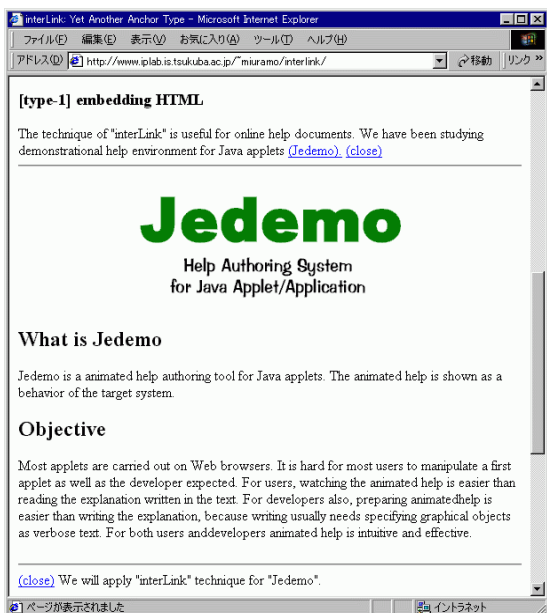 interLink: Yet Another Anchor Type - Microsoft Internet Explorer
ファイル(F) 編集(E) 表示(V) お気に入り(A) ツール(T) ヘルプ(H)
アドレス(D) http://www.iplab.is.tsukuba.ac.jp/~miuramo/interlink/ 移動 リンク »
[type-1] embedding HTML
The technique of "interLink" is useful for online help documents. We have been studying
demonstrational help environment for Java applets (Jedemo). (close)
Jedemo
Help Authoring System
for Java Applet/Application
What is Jedemo
Jedemo is a animated help authoring tool for Java applets. The animated help is shown as a
behavior of the target system.
Objective
Most applets are carried out on Web browsers. It is hard for most users to manipulate a first
applet as well as the developer expected. For users, watching the animated help is easier than
reading the explanation written in the text. For developers also, preparing animatedhelp is
easier than writing the explanation, because writing usually needs specifying graphical objects
as verbose text. For both users anddevelopers animated help is intuitive and effective.
(close) We will apply "interLink" technique for "Jedemo".
ページが表示されました イントラネット